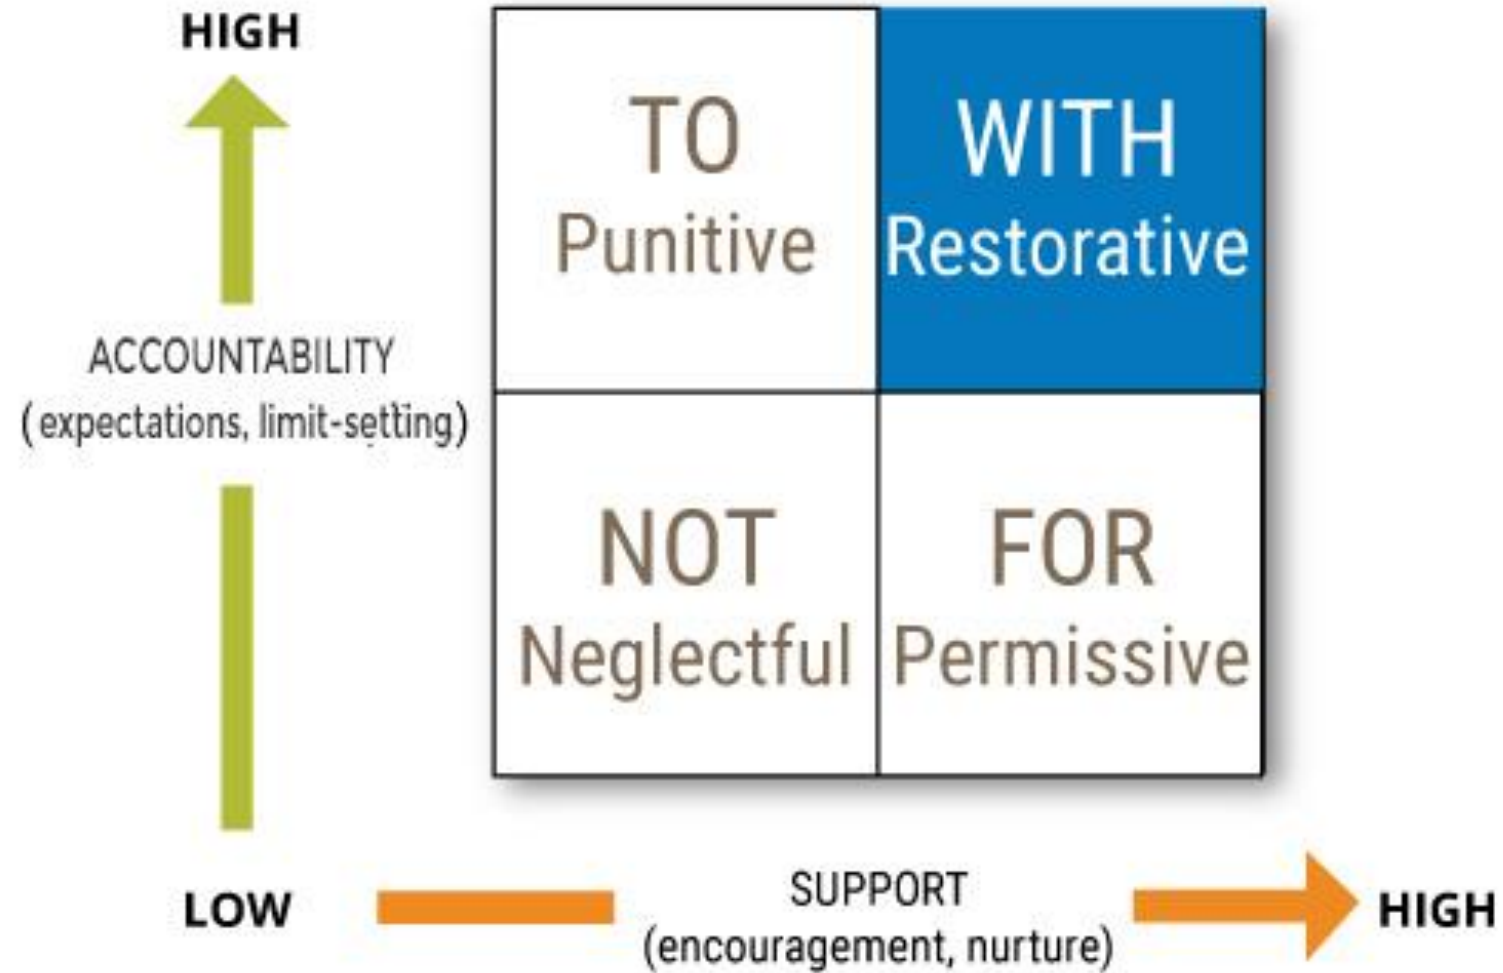 HIGH
TO
Punitive
WITH
Restorative
ACCOUNTABILITY
(expectations, limit-setting)
NOT
Neglectful
FOR
Permissive
LOW
SUPPORT
(encouragement, nurture)
HIGH